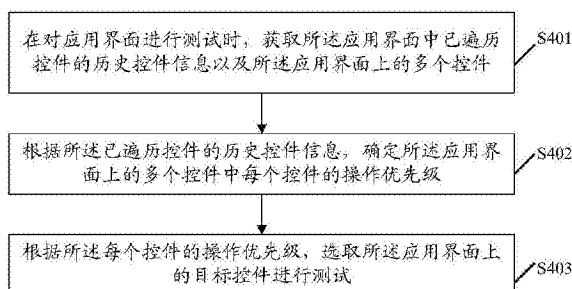 在对应用界面进行测试时，获取所述应用界面中已遍历
控件的历史控件信息以及所述应用界面上的多个控件
S401
根据所述已遍历控件的历史控件信息，确定所述应用界
面上的多个控件中每个控件的操作优先级
S402
根据所述每个控件的操作优先级，选取所述应用界面上
的目标控件进行测试
S403